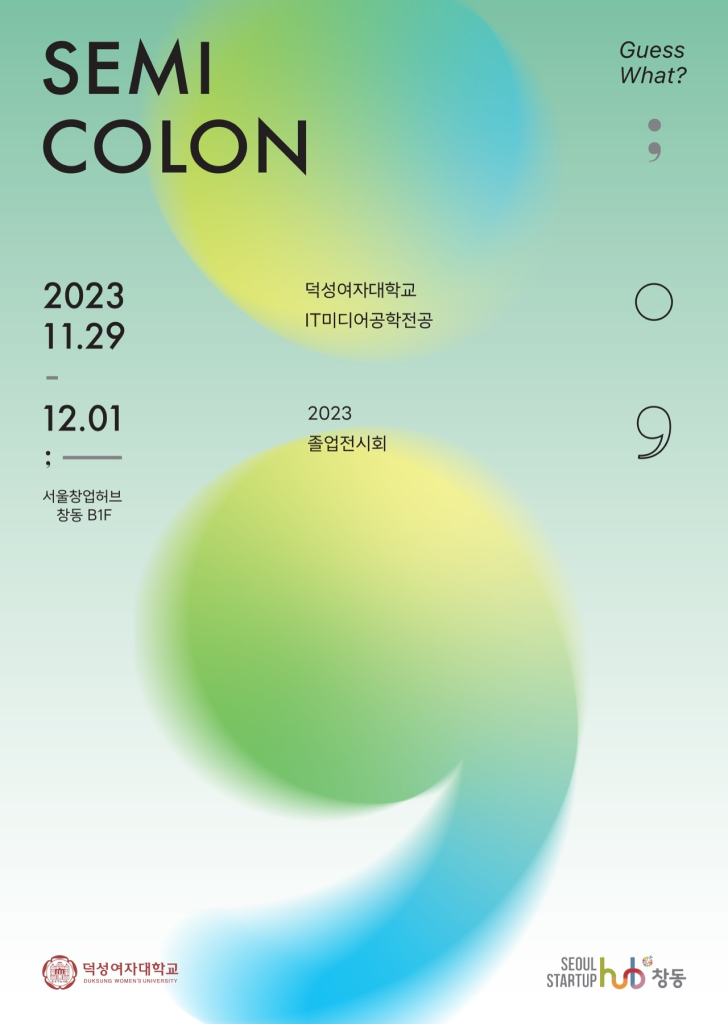 SEMI
COLON
Guess
What?
;
2023
11.29
-
12.01
;
서울창업허브
창동 B1F
덕성여자대학교
IT미디어공학전공
2023
졸업전시회
덕성여자대학교
DUKSUNG WOMEN'S UNIVERSITY
SEOUL
STARTUP hub 창동